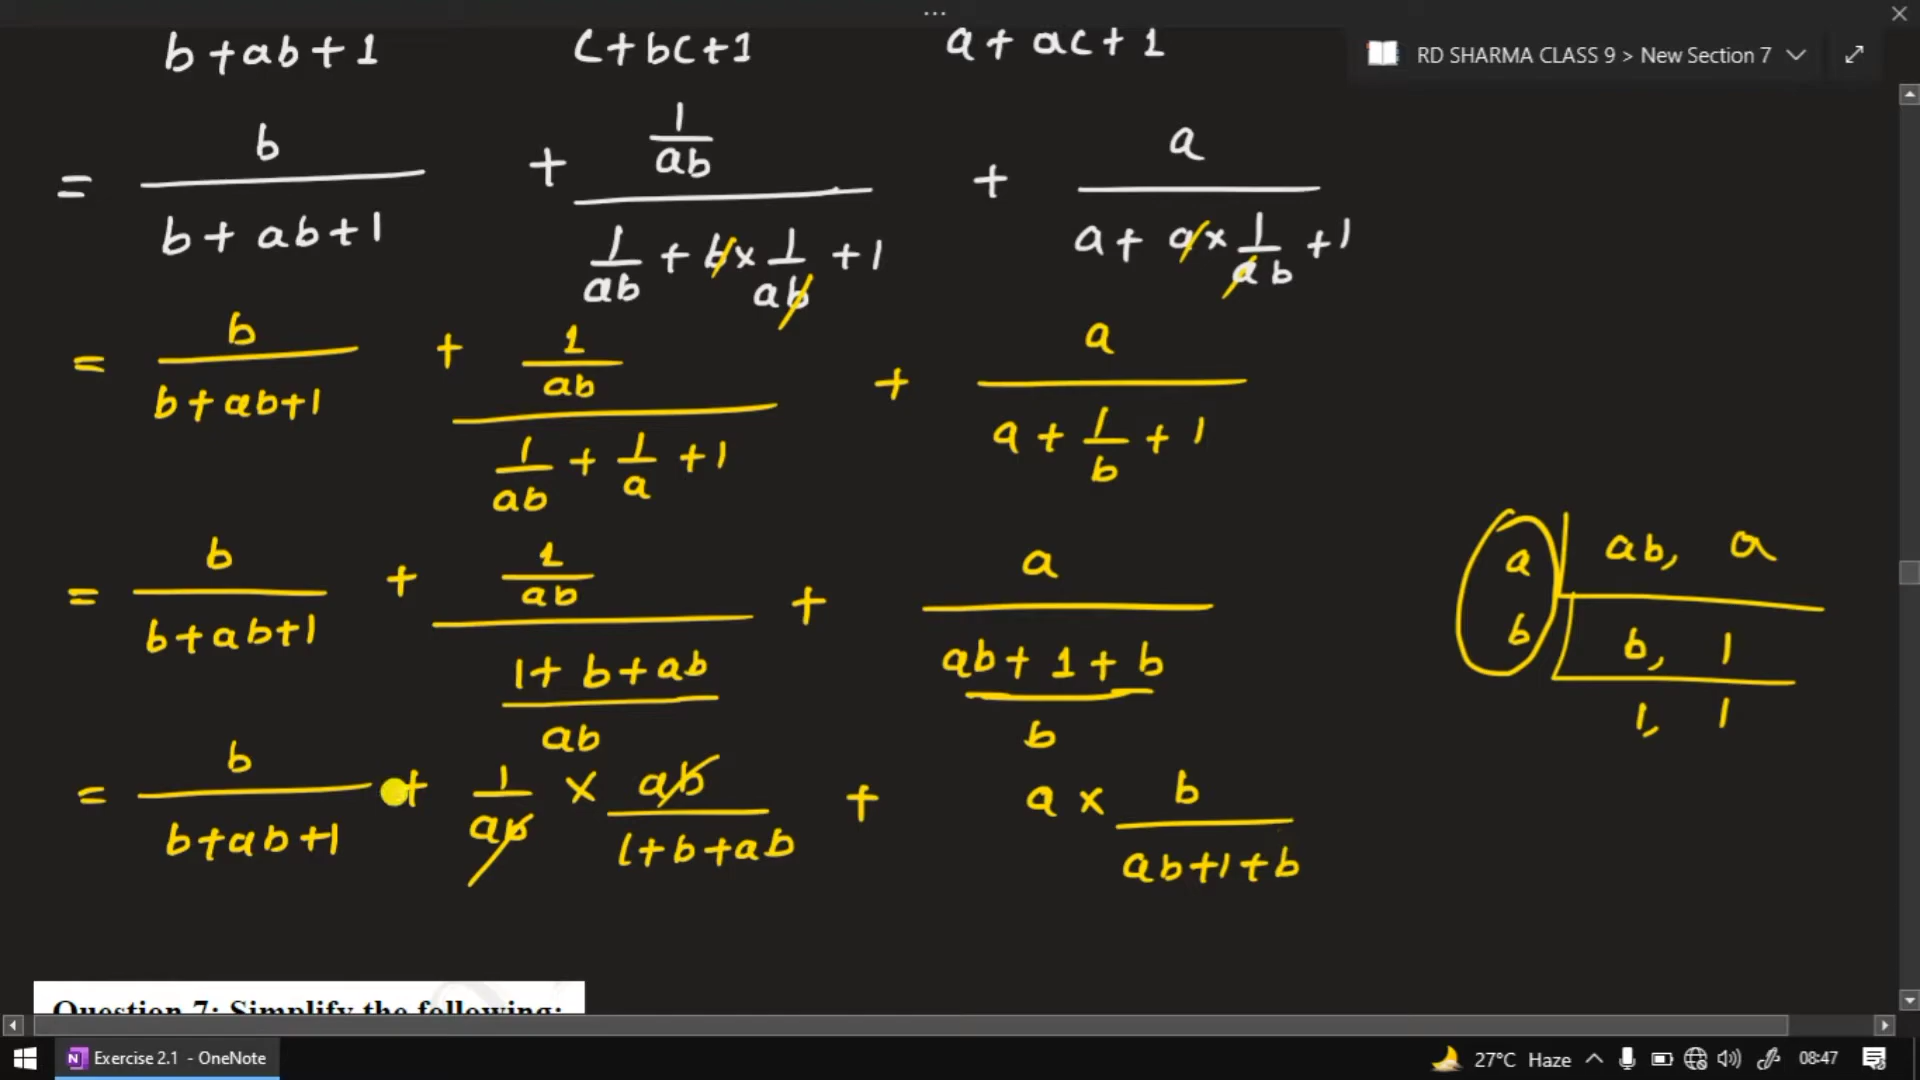 RD SHARMA CLASS 9 > New Section 7
b+ab+1 c+bc+1 a+ac+1
= b/(b+ab+1) + (1/ab)/(1/ab + b × 1/ab + 1) + a/(a + a × 1/ab + 1)
= b/(b+ab+1) + (1/ab)/(1/ab + 1/a + 1) + a/(a + 1/b + 1)
= b/(b+ab+1) + (1/ab)/((1+b+ab)/ab) + a/((ab+1+b)/b)
a | ab, a
b | b, 1
1, 1
= b/(b+ab+1) + 1/ab × ab/(1+b+ab) + a × b/(ab+1+b)
Question 7: Simplify the following:
Exercise 2.1 - OneNote
27°C Haze
08:47